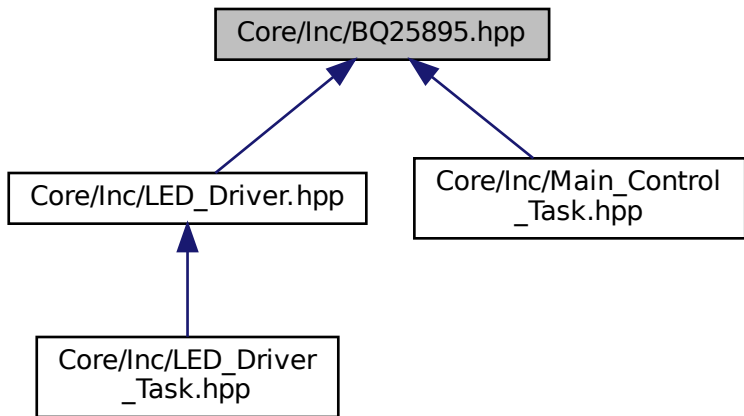 Core/Inc/BQ25895.hpp
Core/Inc/LED_Driver.hpp
Core/Inc/Main_Control
_Task.hpp
Core/Inc/LED_Driver
_Task.hpp